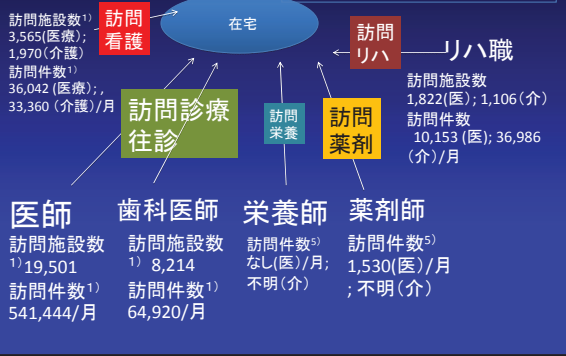 訪問施設数1)
3,565(医療);
1,970(介護)
訪問件数1)
36,042 (医療); ,
33,360 (介護)/月
訪問
看護
在宅
訪問
リハ
リハ職
訪問施設数
1,822(医); 1,106(介)
訪問件数
10,153 (医); 36,986
(介)/月
訪問診療
往診
訪問
栄養
訪問
薬剤
医師
訪問施設数
1)19,501
訪問件数1)
541,444/月
歯科医師
訪問施設数
1) 8,214
訪問件数1)
64,920/月
栄養師
訪問件数5)
なし(医)/月;
不明(介)
薬剤師
訪問件数5)
1,530(医)/月
; 不明(介)